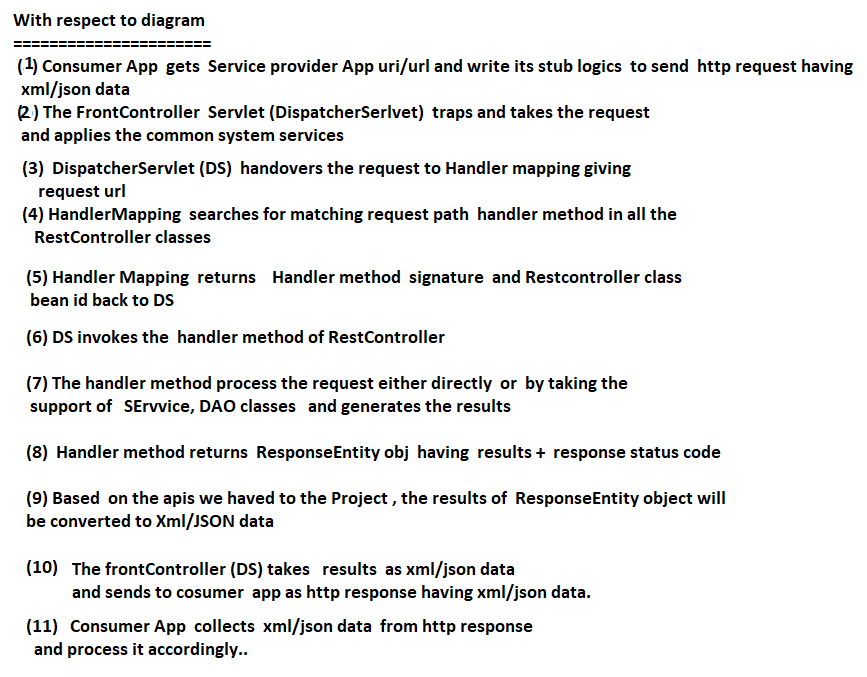 With respect to diagram
======================
(1) Consumer App gets Service provider App uri/url and write its stub logics to send http request having
xml/json data
(2 ) The FrontController Servlet (DispatcherSerlvet) traps and takes the request
and applies the common system services
(3) DispatcherServlet (DS) handovers the request to Handler mapping giving
request url
(4) HandlerMapping searches for matching request path handler method in all the
RestController classes
(5) Handler Mapping returns Handler method signature and Restcontroller class
bean id back to DS
(6) DS invokes the handler method of RestController
(7) The handler method process the request either directly or by taking the
support of SErvvice, DAO classes and generates the results
(8) Handler method returns ResponseEntity obj having results + response status code
(9) Based on the apis we haved to the Project , the results of ResponseEntity object will
be converted to Xml/JSON data
(10) The frontController (DS) takes results as xml/json data
and sends to cosumer app as http response having xml/json data.
(11) Consumer App collects xml/json data from http response
and process it accordingly..